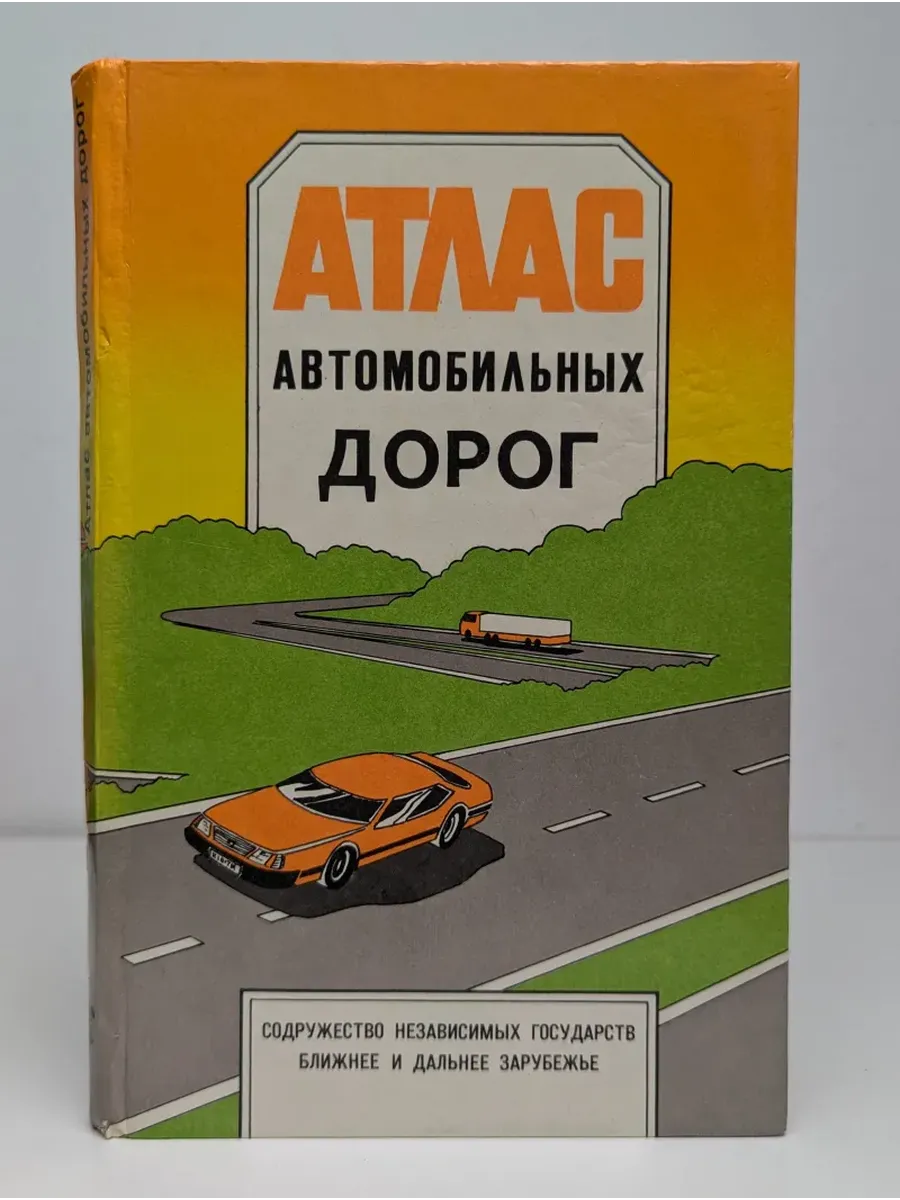 Атлас автомобильных дорог
АТЛАС
АВТОМОБИЛЬНЫХ
ДОРОГ
СОДРУЖЕСТВО НЕЗАВИСИМЫХ ГОСУДАРСТВ
БЛИЖНЕЕ И ДАЛЬНЕЕ ЗАРУБЕЖЬЕ